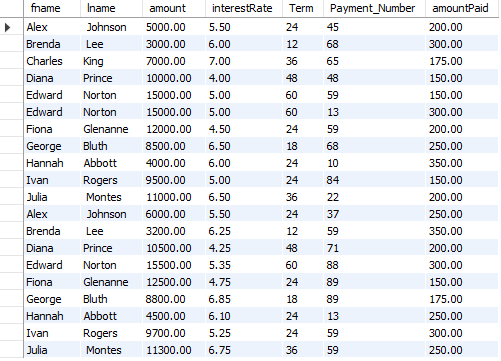 fname lname amount interestRate Term Payment_Number amountPaid
Alex Johnson 5000.00 5.50 24 45 200.00
Brenda Lee 3000.00 6.00 12 68 300.00
Charles King 7000.00 7.00 36 65 175.00
Diana Prince 10000.00 4.00 48 48 150.00
Edward Norton 15000.00 5.00 60 59 150.00
Edward Norton 15000.00 5.00 60 13 300.00
Fiona Glenanne 12000.00 4.50 24 59 200.00
George Bluth 8500.00 6.50 18 68 250.00
Hannah Abbott 4000.00 6.00 24 10 350.00
Ivan Rogers 9500.00 5.00 24 84 150.00
Julia Montes 11000.00 6.50 36 22 200.00
Alex Johnson 6000.00 5.50 24 37 250.00
Brenda Lee 3200.00 6.25 12 59 350.00
Diana Prince 10500.00 4.25 48 71 200.00
Edward Norton 15500.00 5.35 60 88 300.00
Fiona Glenanne 12500.00 4.75 24 89 150.00
George Bluth 8800.00 6.85 18 89 175.00
Hannah Abbott 4500.00 6.10 24 13 250.00
Ivan Rogers 9700.00 5.25 24 59 300.00
Julia Montes 11300.00 6.75 36 59 250.00